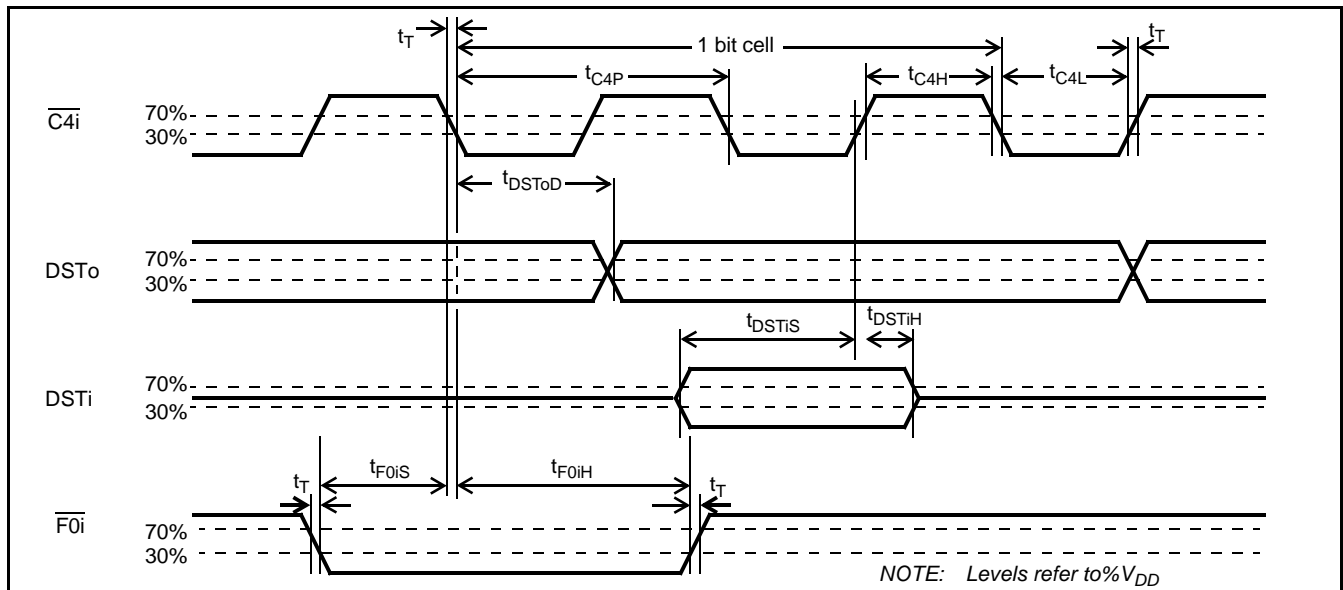 tT
1 bit cell
tT
tC4P
tC4H
tC4L
C4i
70%
30%
tDSToD
DSTo
70%
30%
tDSTiS
tDSTiH
DSTi
70%
30%
tT
tF0iS
tF0iH
tT
F0i
70%
30%
NOTE: Levels refer to%VDD